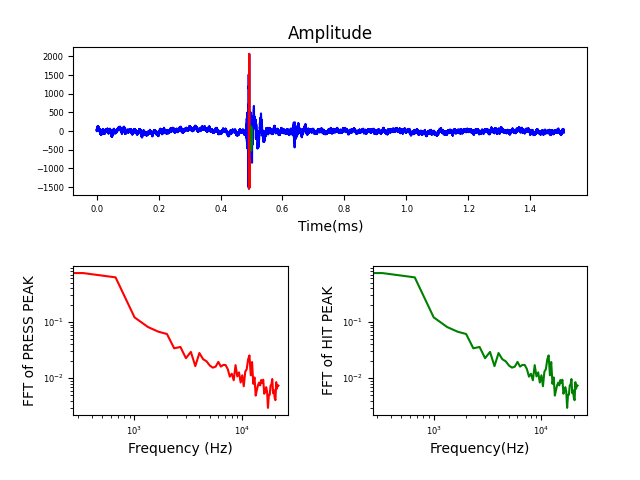 Amplitude
2000
1500
1000
500
0
−500
−1000
−1500
0.0 0.2 0.4 0.6 0.8 1.0 1.2 1.4
Time(ms)
FFT of PRESS PEAK
10⁻¹
10⁻²
10³ 10⁴
Frequency (Hz)
FFT of HIT PEAK
10⁻¹
10⁻²
10³ 10⁴
Frequency(Hz)